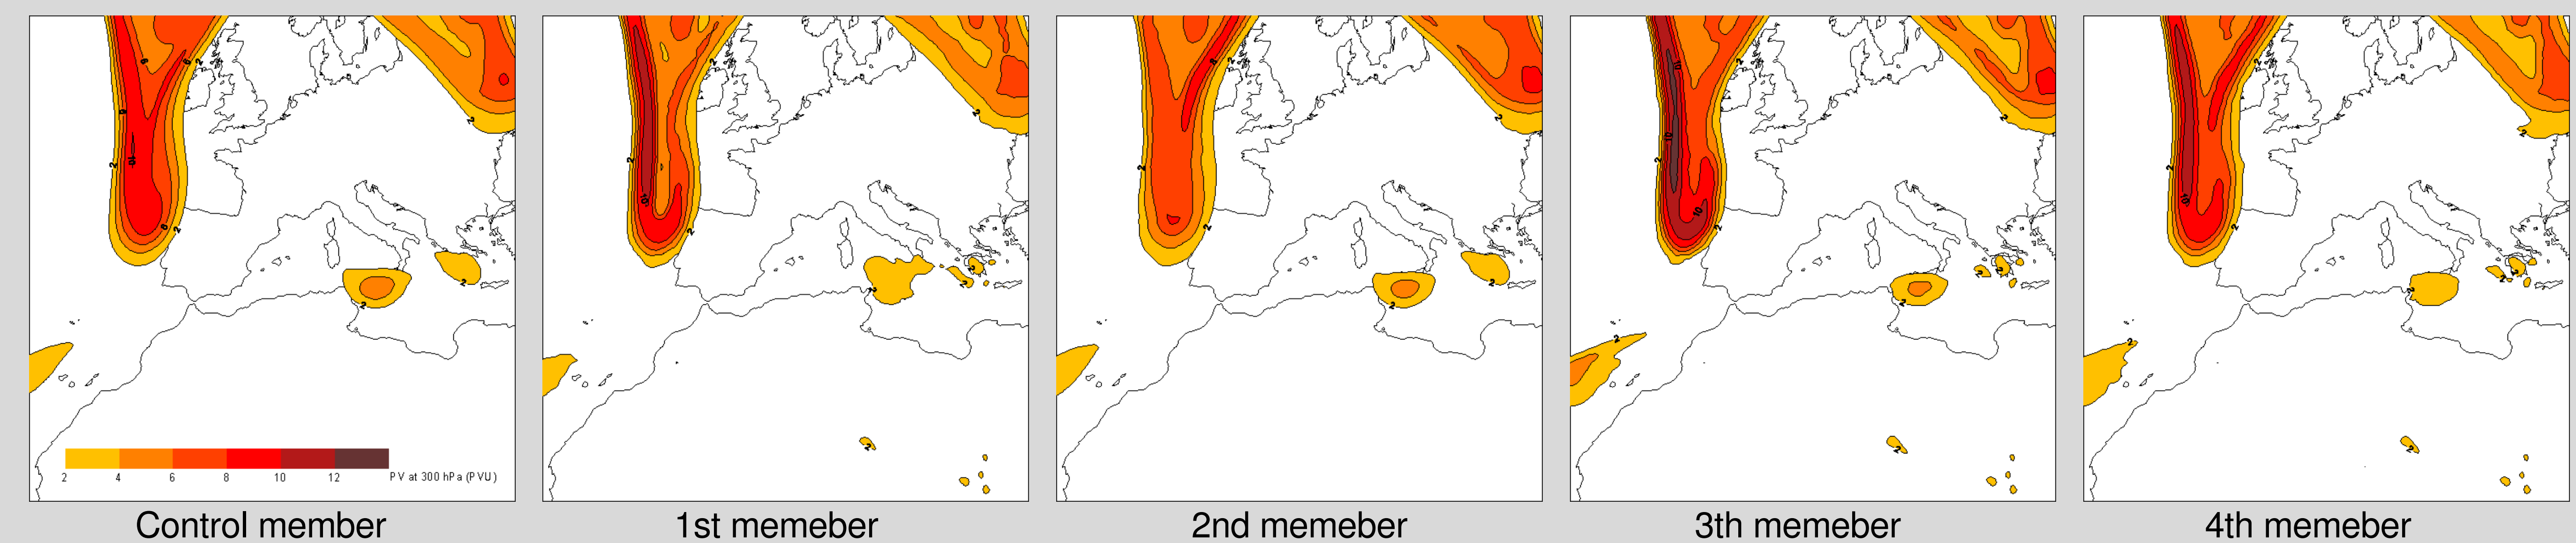 2 4 6 8 10 12 PV at 300 hPa (PVU)
Control member
1st memeber
2nd memeber
3th memeber
4th memeber